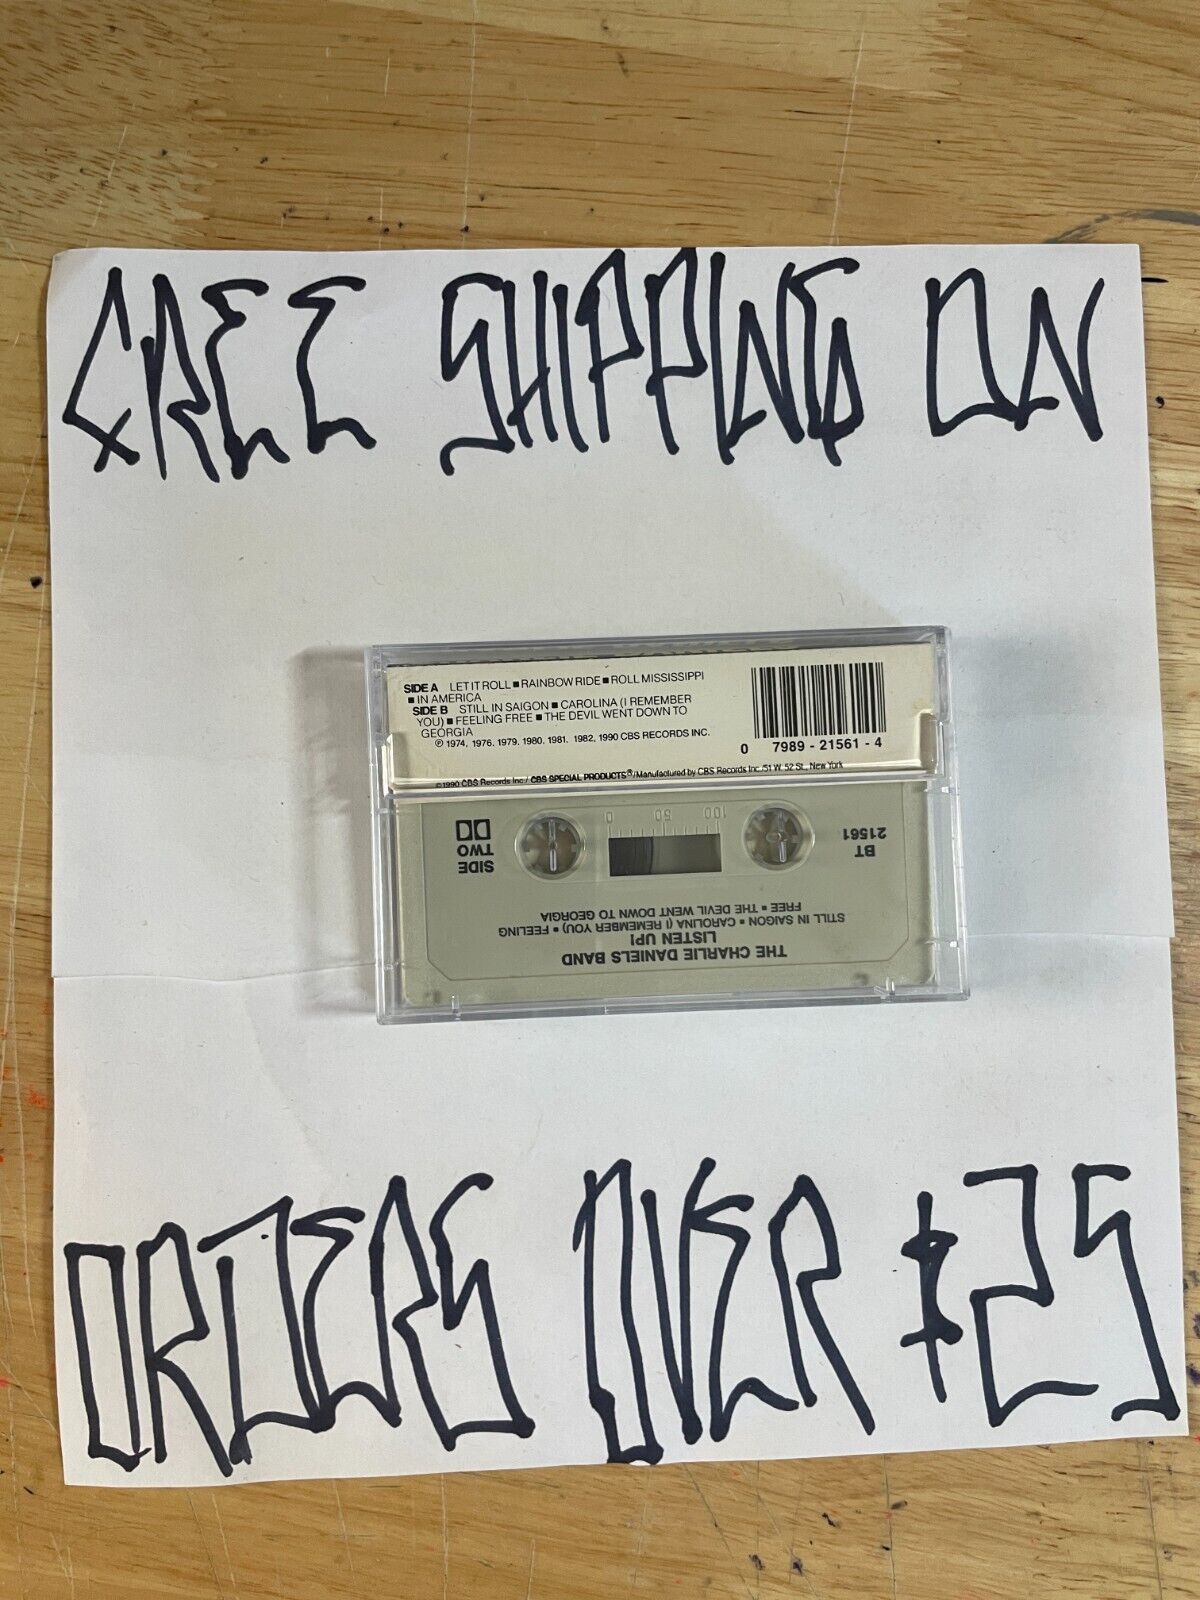 FREE SHIPPING ON
SIDE A LET IT ROLL ■ RAINBOW RIDE ■ ROLL MISSISSIPPI
■ IN AMERICA
SIDE B STILL IN SAIGON ■ CAROLINA (I REMEMBER
YOU) ■ FEELING FREE ■ THE DEVIL WENT DOWN TO
GEORGIA
℗ 1974, 1976, 1979, 1980, 1981, 1982, 1990 CBS RECORDS INC.
0 7989 - 21561 - 4
© 1990 CBS Records Inc./ CBS SPECIAL PRODUCTS®/Manufactured by CBS Records Inc./51 W. 52 St., New York
THE CHARLIE DANIELS BAND
LISTEN UP!
STILL IN SAIGON ▪ CAROLINA (I REMEMBER YOU) ▪ FEELING
FREE ▪ THE DEVIL WENT DOWN TO GEORGIA
BT
21561
100 50 0
SIDE
TWO
ORDERS OVER $25